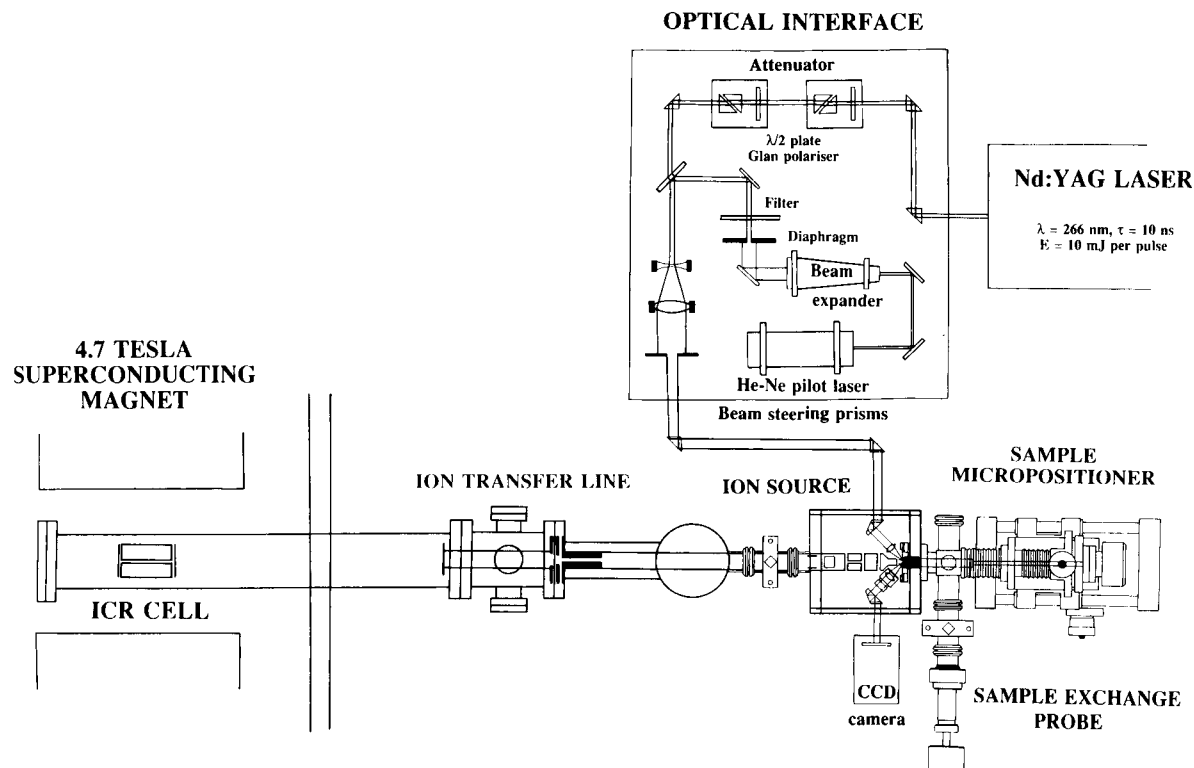 OPTICAL INTERFACE
Attenuator
λ/2 plate
Glan polariser
Nd:YAG LASER
λ = 266 nm, τ = 10 ns
E = 10 mJ per pulse
Filter
Diaphragm
Beam
expander
He-Ne pilot laser
Beam steering prisms
4.7 TESLA
SUPERCONDUCTING
MAGNET
ION TRANSFER LINE
ION SOURCE
SAMPLE
MICROPOSITIONER
ICR CELL
CCD
camera
SAMPLE EXCHANGE
PROBE